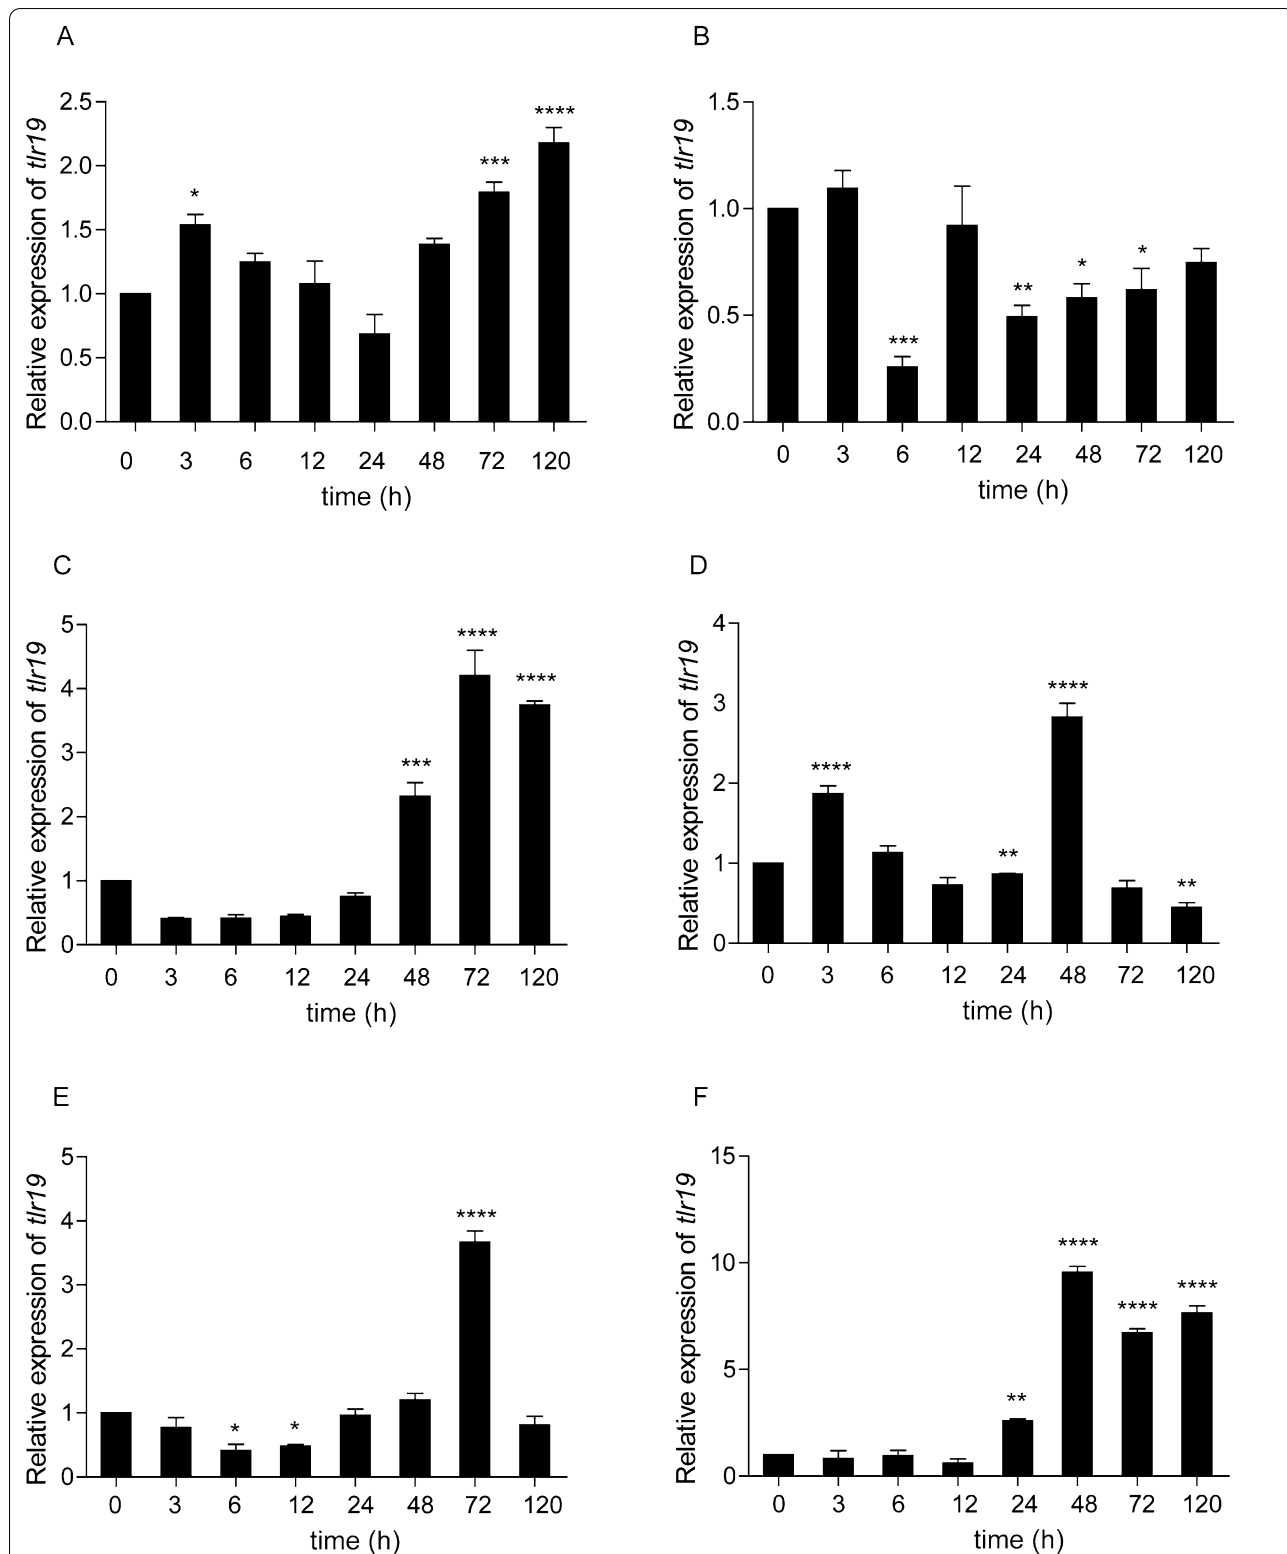 A
Relative expression of tlr19
2.5
2.0
1.5
1.0
0.5
0.0
*
***
****
0 3 6 12 24 48 72 120
time (h)
B
Relative expression of tlr19
1.5
1.0
0.5
0.0
***
**
*
*
0 3 6 12 24 48 72 120
time (h)
C
Relative expression of tlr19
5
4
3
2
1
0
***
****
****
0 3 6 12 24 48 72 120
time (h)
D
Relative expression of tlr19
4
3
2
1
0
****
**
****
**
0 3 6 12 24 48 72 120
time (h)
E
Relative expression of tlr19
5
4
3
2
1
0
*
*
****
0 3 6 12 24 48 72 120
time (h)
F
Relative expression of tlr19
15
10
5
0
**
****
****
****
0 3 6 12 24 48 72 120
time (h)